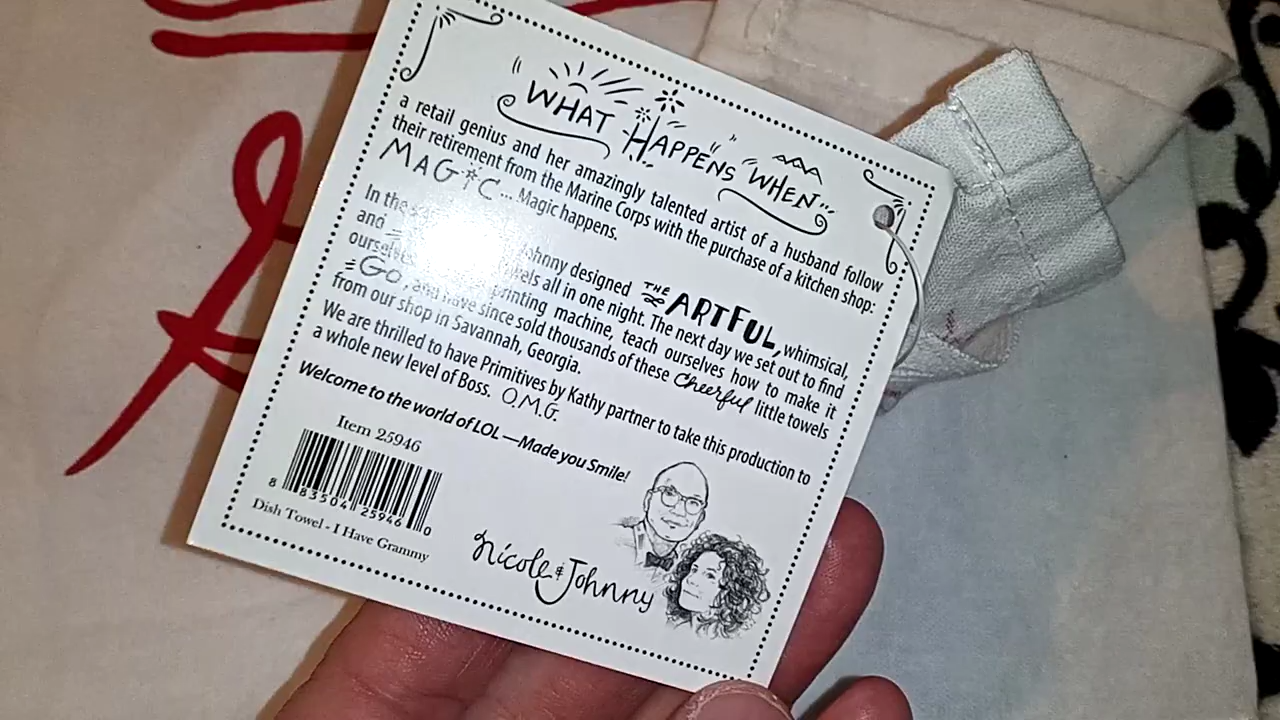 WHAT HAPPENS WHEN...
a retail genius and her amazingly talented artist of a husband follow
their retirement from the Marine Corps with the purchase of a kitchen shop:
MAGIC... Magic happens.
In the Johnny designed THE ARTFUL, whimsical,
and all in one night. The next day we set out to find
printing machine, teach ourselves how to make it
Go, and have since sold thousands of these Cheerful little towels
from our shop in Savannah, Georgia.
We are thrilled to have Primitives by Kathy partner to take this production to
a whole new level of Boss. O.M.G.
Welcome to the world of LOL—Made you Smile!
Item 25946
8 83504 25946 0
Dish Towel - I Have Grammy
Nicole & Johnny